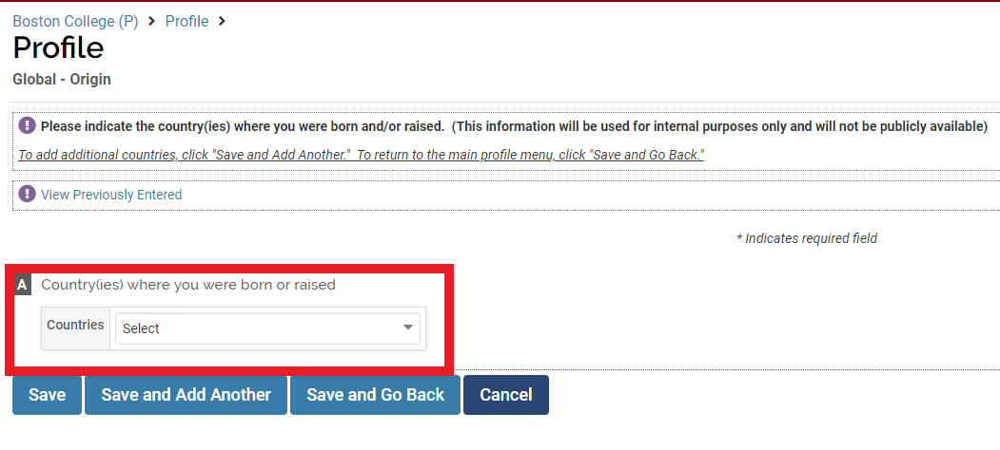 Boston College (P) > Profile >
Profile
Global - Origin
Please indicate the country(ies) where you were born and/or raised. (This information will be used for internal purposes only and will not be publicly available)
To add additional countries, click "Save and Add Another." To return to the main profile menu, click "Save and Go Back."
View Previously Entered
* Indicates required field
A Country(ies) where you were born or raised
Countries Select
Save Save and Add Another Save and Go Back Cancel